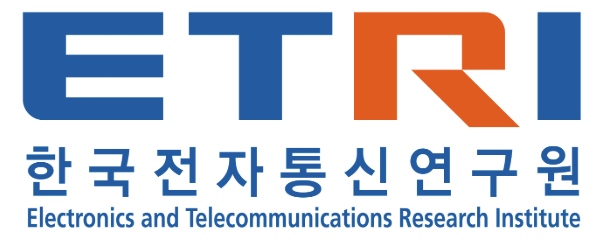 ETRI
한국전자통신연구원
Electronics and Telecommunications Research Institute